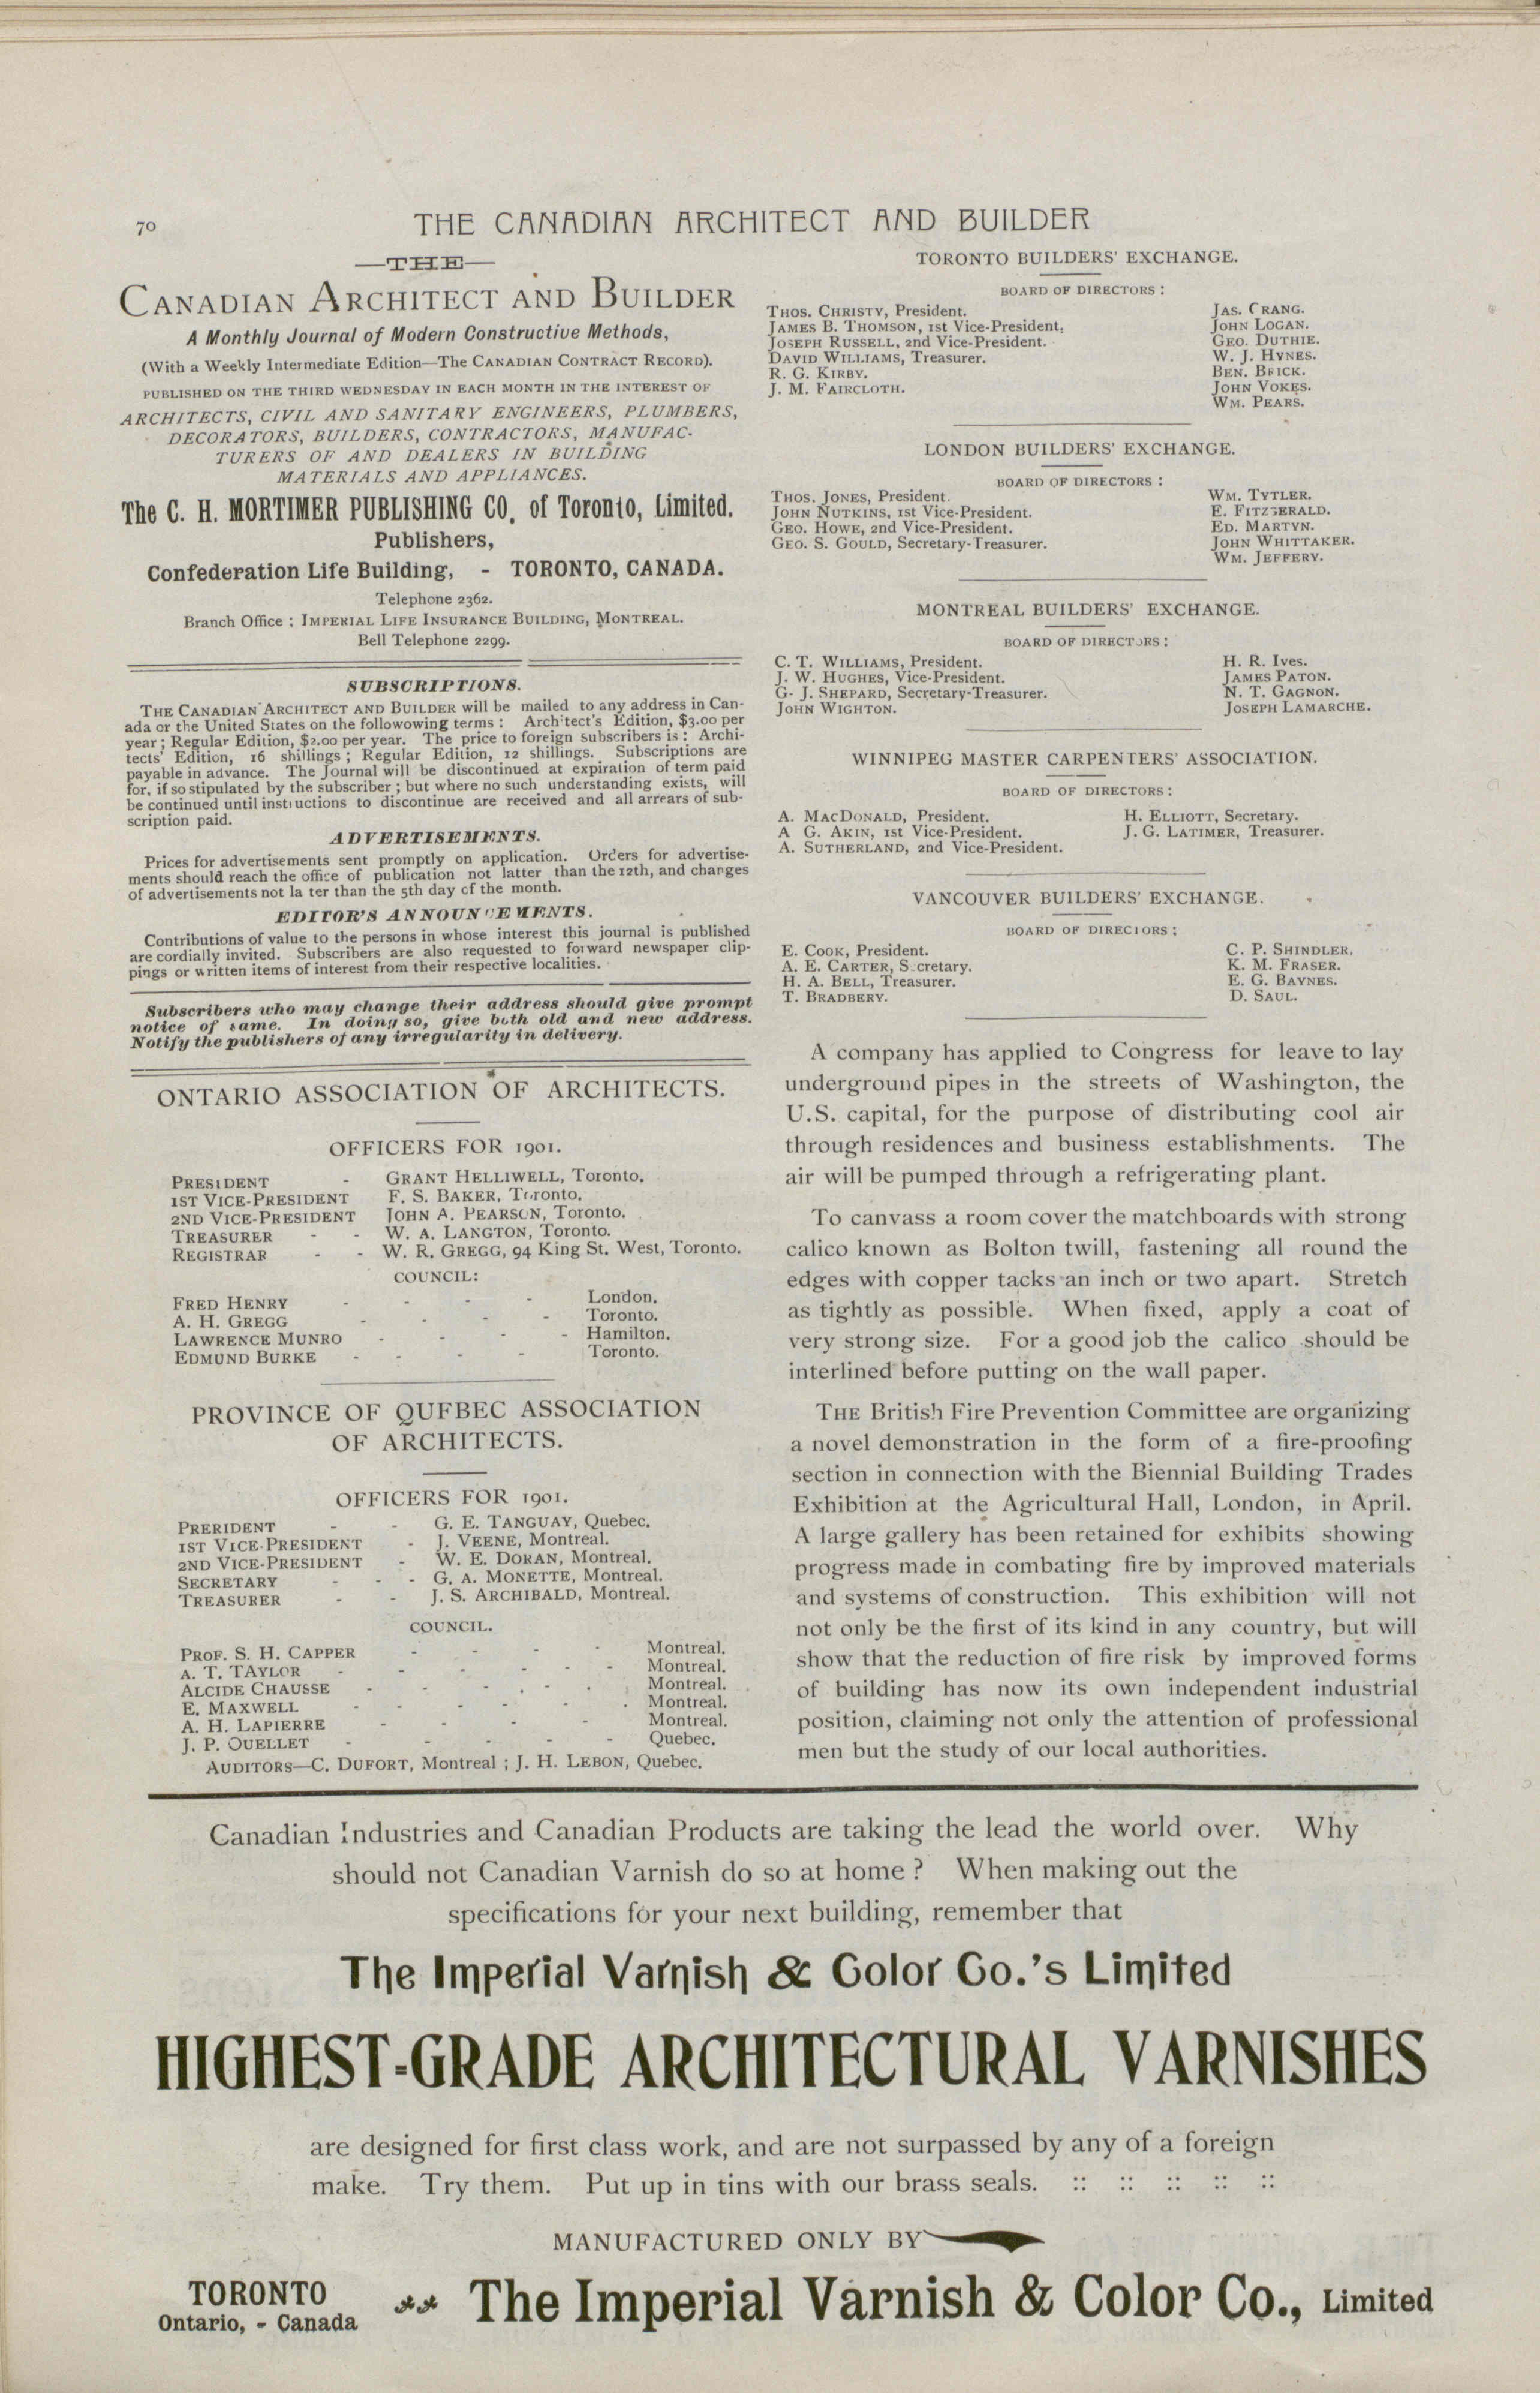 70
THE CANADIAN ARCHITECT AND BUILDER
—THE—
CANADIAN ARCHITECT AND BUILDER
A Monthly Journal of Modern Constructive Methods,
(With a Weekly Intermediate Edition—The CANADIAN CONTRACT RECORD).
PUBLISHED ON THE THIRD WEDNESDAY IN EACH MONTH IN THE INTEREST OF
ARCHITECTS, CIVIL AND SANITARY ENGINEERS, PLUMBERS,
DECORATORS, BUILDERS, CONTRACTORS, MANUFAC-
TURERS OF AND DEALERS IN BUILDING
MATERIALS AND APPLIANCES.
The C. H. MORTIMER PUBLISHING CO. of Toronto, Limited.
Publishers,
Confederation Life Building, - TORONTO, CANADA.
Telephone 2362.
Branch Office : IMPERIAL LIFE INSURANCE BUILDING, MONTREAL.
Bell Telephone 2299.
SUBSCRIPTIONS.
THE CANADIAN ARCHITECT AND BUILDER will be mailed to any address in Can-
ada or the United States on the followowing terms : Architect's Edition, $3.00 per
year ; Regular Edition, $2.00 per year. The price to foreign subscribers is : Archi-
tects' Edition, 16 shillings ; Regular Edition, 12 shillings. Subscriptions are
payable in advance. The Journal will be discontinued at expiration of term paid
for, if so stipulated by the subscriber ; but where no such understanding exists, will
be continued until instructions to discontinue are received and all arrears of sub-
scription paid.
ADVERTISEMENTS.
Prices for advertisements sent promptly on application. Orders for advertise-
ments should reach the office of publication not latter than the 12th, and changes
of advertisements not la ter than the 5th day of the month.
EDITOR'S ANNOUNCEMENTS.
Contributions of value to the persons in whose interest this journal is published
are cordially invited. Subscribers are also requested to forward newspaper clip-
pings or written items of interest from their respective localities.
Subscribers who may change their address should give prompt
notice of same. In doing so, give both old and new address.
Notify the publishers of any irregularity in delivery.
ONTARIO ASSOCIATION OF ARCHITECTS.
OFFICERS FOR 1901.
PRESIDENT - GRANT HELLIWELL, Toronto.
1ST VICE-PRESIDENT F. S. BAKER, Toronto.
2ND VICE-PRESIDENT JOHN A. PEARSON, Toronto.
TREASURER - - W. A. LANGTON, Toronto.
REGISTRAR - - W. R. GREGG, 94 King St. West, Toronto.
COUNCIL:
FRED HENRY - - - - London.
A. H. GREGG - - - - Toronto.
LAWRENCE MUNRO - - - - Hamilton.
EDMUND BURKE - - - - Toronto.
PROVINCE OF QUFBEC ASSOCIATION
OF ARCHITECTS.
OFFICERS FOR 1901.
PRERIDENT - - G. E. TANGUAY, Quebec.
1ST VICE-PRESIDENT - J. VEENE, Montreal.
2ND VICE-PRESIDENT - W. E. DORAN, Montreal.
SECRETARY - - - G. A. MONETTE, Montreal.
TREASURER - - J. S. ARCHIBALD, Montreal.
COUNCIL.
PROF. S. H. CAPPER - - - - Montreal.
A. T. TAYLOR - - - - - - Montreal.
ALCIDE CHAUSSE - - - . - . Montreal.
E. MAXWELL - - - - - . Montreal.
A. H. LAPIERRE - - - - Montreal.
J. P. OUELLET - - - - - Quebec.
AUDITORS—C. DUFORT, Montreal ; J. H. LEBON, Quebec.
TORONTO BUILDERS' EXCHANGE.
BOARD OF DIRECTORS :
THOS. CHRISTY, President. JAS. CRANG.
JAMES B. THOMSON, 1st Vice-President, JOHN LOGAN.
JOSEPH RUSSELL, 2nd Vice-President. GEO. DUTHIE.
DAVID WILLIAMS, Treasurer. W. J. HYNES.
R. G. KIRBY. BEN. BRICK.
J. M. FAIRCLOTH. JOHN VOKES.
WM. PEARS.
LONDON BUILDERS' EXCHANGE.
BOARD OF DIRECTORS :
THOS. JONES, President. WM. TYTLER.
JOHN NUTKINS, 1st Vice-President. E. FITZGERALD.
GEO. HOWE, 2nd Vice-President. ED. MARTYN.
GEO. S. GOULD, Secretary-Treasurer. JOHN WHITTAKER.
WM. JEFFERY.
MONTREAL BUILDERS' EXCHANGE.
BOARD OF DIRECTORS :
C. T. WILLIAMS, President. H. R. Ives.
J. W. HUGHES, Vice-President. JAMES PATON.
G- J. SHEPARD, Secretary-Treasurer. N. T. GAGNON.
JOHN WIGHTON. JOSEPH LAMARCHE.
WINNIPEG MASTER CARPENTERS' ASSOCIATION.
BOARD OF DIRECTORS :
A. MACDONALD, President. H. ELLIOTT, Secretary.
A G. AKIN, 1st Vice-President. J. G. LATIMER, Treasurer.
A. SUTHERLAND, 2nd Vice-President.
VANCOUVER BUILDERS' EXCHANGE.
BOARD OF DIRECTORS :
E. COOK, President. C. P. SHINDLER.
A. E. CARTER, Secretary. K. M. FRASER.
H. A. BELL, Treasurer. E. G. BAYNES.
T. BRADBERY. D. SAUL.
A company has applied to Congress for leave to lay
underground pipes in the streets of Washington, the
U.S. capital, for the purpose of distributing cool air
through residences and business establishments. The
air will be pumped through a refrigerating plant.
To canvass a room cover the matchboards with strong
calico known as Bolton twill, fastening all round the
edges with copper tacks an inch or two apart. Stretch
as tightly as possible. When fixed, apply a coat of
very strong size. For a good job the calico should be
interlined before putting on the wall paper.
THE British Fire Prevention Committee are organizing
a novel demonstration in the form of a fire-proofing
section in connection with the Biennial Building Trades
Exhibition at the Agricultural Hall, London, in April.
A large gallery has been retained for exhibits showing
progress made in combating fire by improved materials
and systems of construction. This exhibition will not
not only be the first of its kind in any country, but will
show that the reduction of fire risk by improved forms
of building has now its own independent industrial
position, claiming not only the attention of professional
men but the study of our local authorities.
Canadian Industries and Canadian Products are taking the lead the world over. Why
should not Canadian Varnish do so at home ? When making out the
specifications for your next building, remember that
The Imperial Varnish & Color Co.'s Limited
HIGHEST-GRADE ARCHITECTURAL VARNISHES
are designed for first class work, and are not surpassed by any of a foreign
make. Try them. Put up in tins with our brass seals. :: :: :: :: ::
MANUFACTURED ONLY BY
TORONTO
Ontario, - Canada
The Imperial Varnish & Color Co., Limited